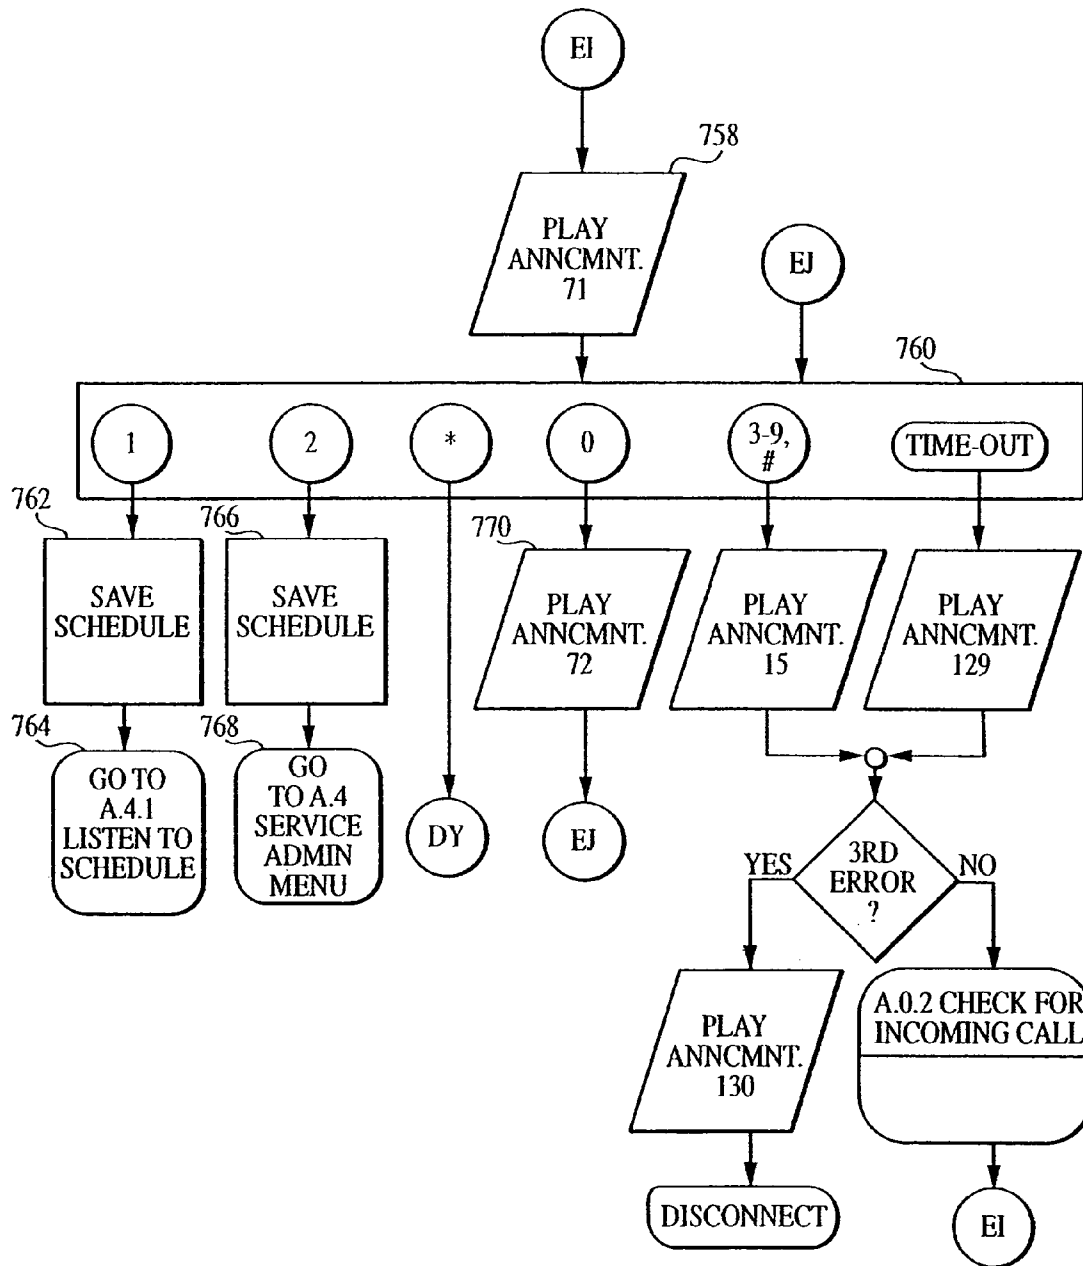 EI
758
PLAY
ANNCMNT.
71
EJ
760
1
2
*
0
3-9,
#
TIME-OUT
762
SAVE
SCHEDULE
766
SAVE
SCHEDULE
770
PLAY
ANNCMNT.
72
PLAY
ANNCMNT.
15
PLAY
ANNCMNT.
129
764
GO TO
A.4.1
LISTEN TO
SCHEDULE
768
GO
TO A.4
SERVICE
ADMIN
MENU
DY
EJ
YES
3RD
ERROR
?
NO
PLAY
ANNCMNT.
130
A.0.2 CHECK FOR
INCOMING CALL
DISCONNECT
EI